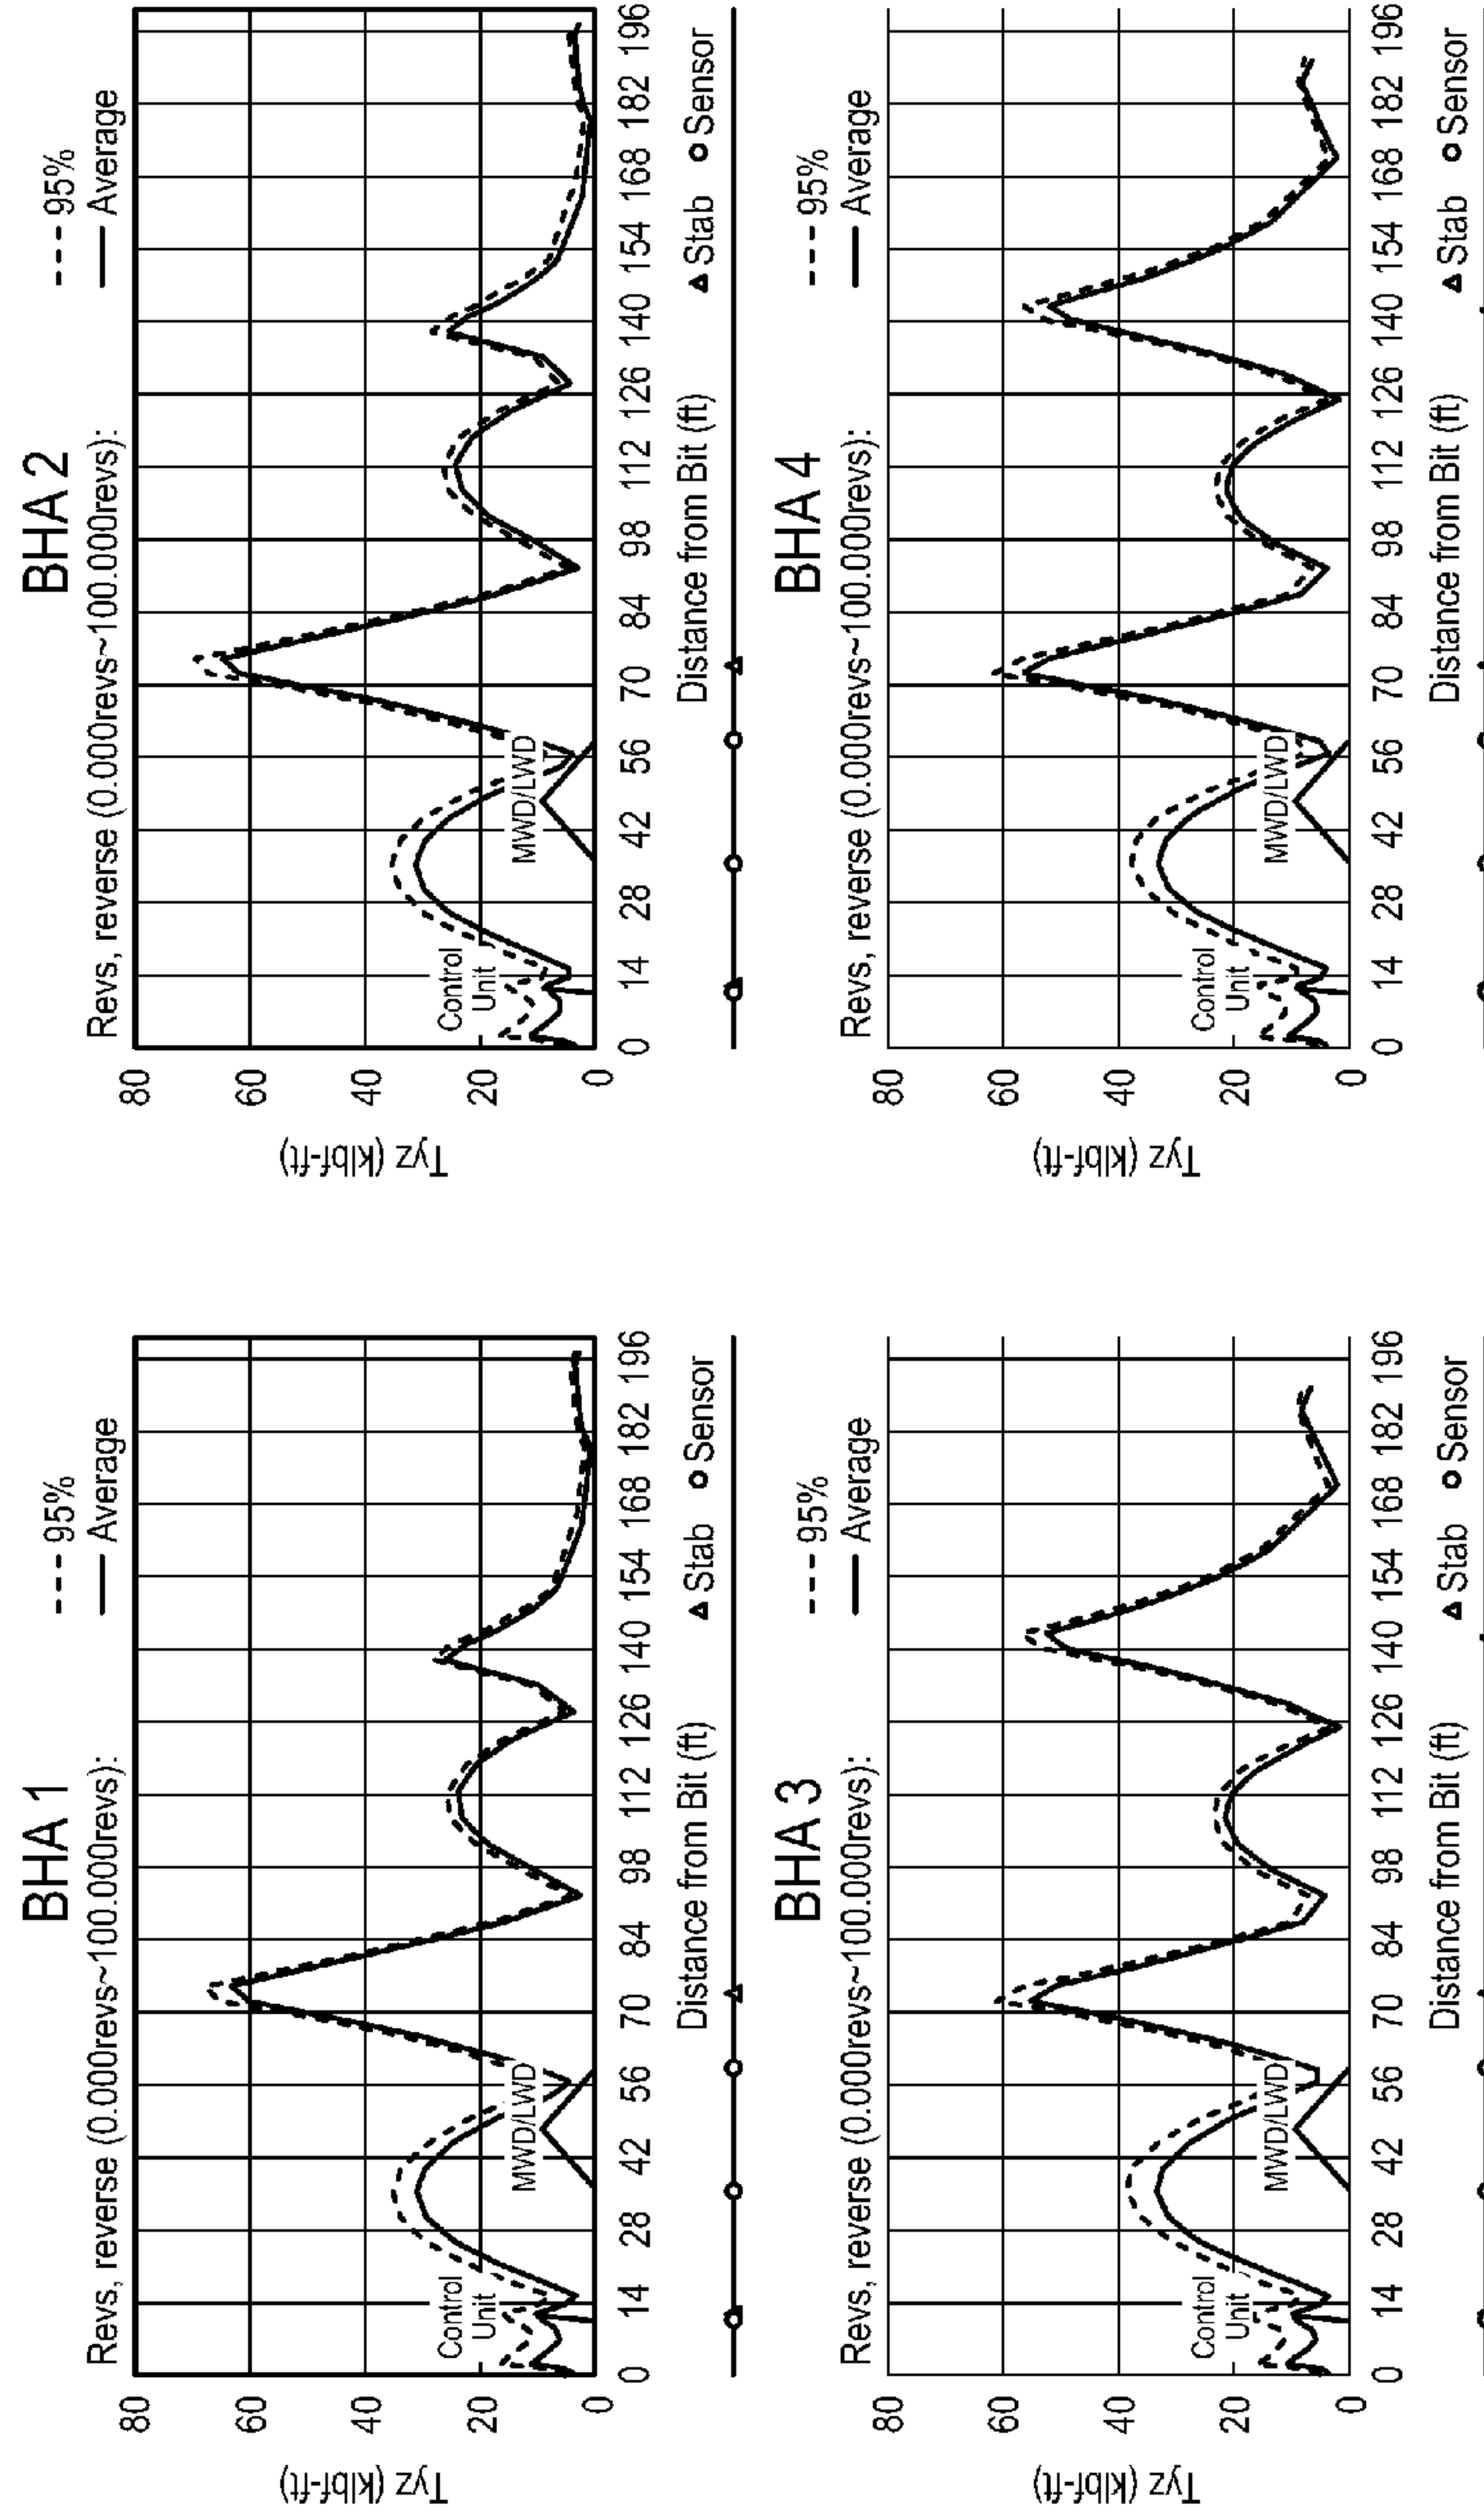 BHA 1
Revs, reverse (0.000revs~100.000revs):
95%
Average
Tyz (klbf-ft)
80
60
40
20
0
Control
Unit
MWD/LWD
0 14 28 42 56 70 84 98 112 126 140 154 168 182 196
Distance from Bit (ft)
Stab
Sensor
BHA 2
Revs, reverse (0.000revs~100.000revs):
95%
Average
Tyz (klbf-ft)
80
60
40
20
0
Control
Unit
MWD/LWD
0 14 28 42 56 70 84 98 112 126 140 154 168 182 196
Distance from Bit (ft)
Stab
Sensor
BHA 3
Revs, reverse (0.000revs~100.000revs):
95%
Average
Tyz (klbf-ft)
80
60
40
20
0
Control
Unit
MWD/LWD
0 14 28 42 56 70 84 98 112 126 140 154 168 182 196
Distance from Bit (ft)
Stab
Sensor
BHA 4
Revs, reverse (0.000revs~100.000revs):
95%
Average
Tyz (klbf-ft)
80
60
40
20
0
Control
Unit
MWD/LWD
0 14 28 42 56 70 84 98 112 126 140 154 168 182 196
Distance from Bit (ft)
Stab
Sensor